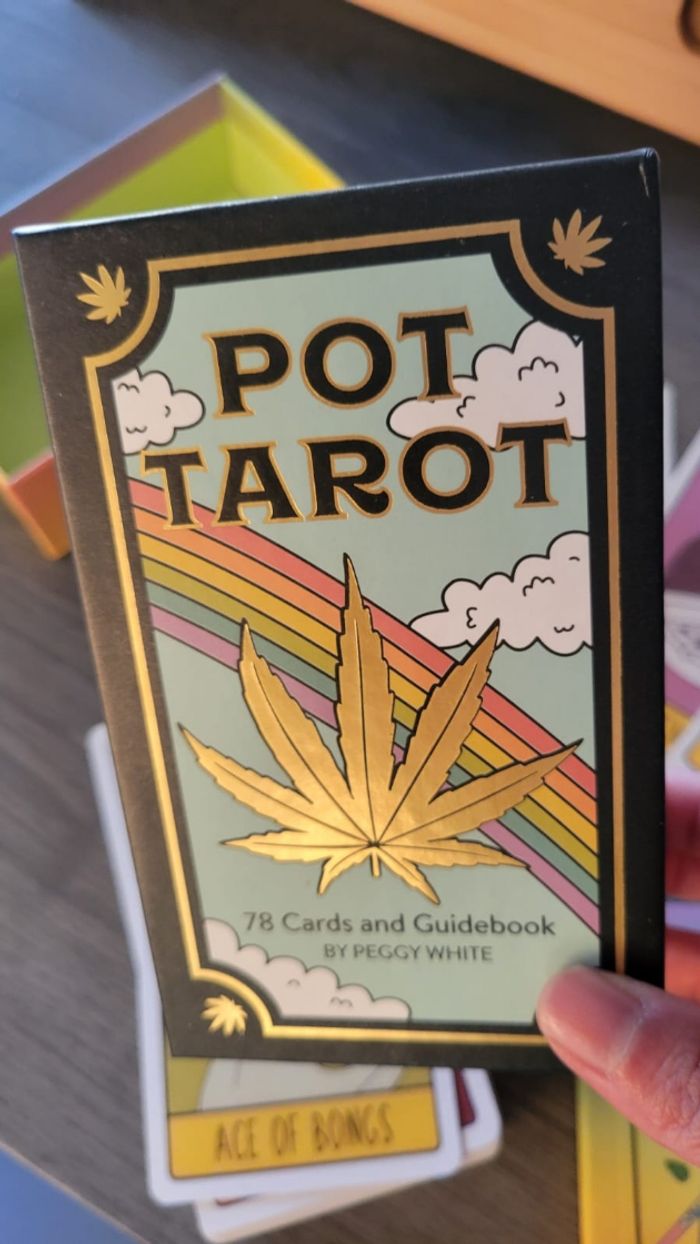 POT
TAROT
78 Cards and Guidebook
BY PEGGY WHITE
ACE OF BONGS